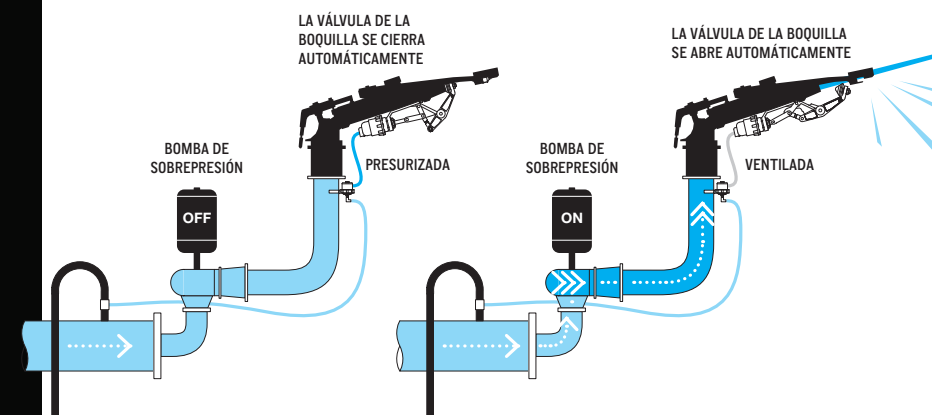 LA VÁLVULA DE LA
BOQUILLA SE CIERRA
AUTOMÁTICAMENTE
BOMBA DE
SOBREPRESIÓN
PRESURIZADA
OFF
LA VÁLVULA DE LA BOQUILLA
SE ABRE AUTOMÁTICAMENTE
BOMBA DE
SOBREPRESIÓN
VENTILADA
ON